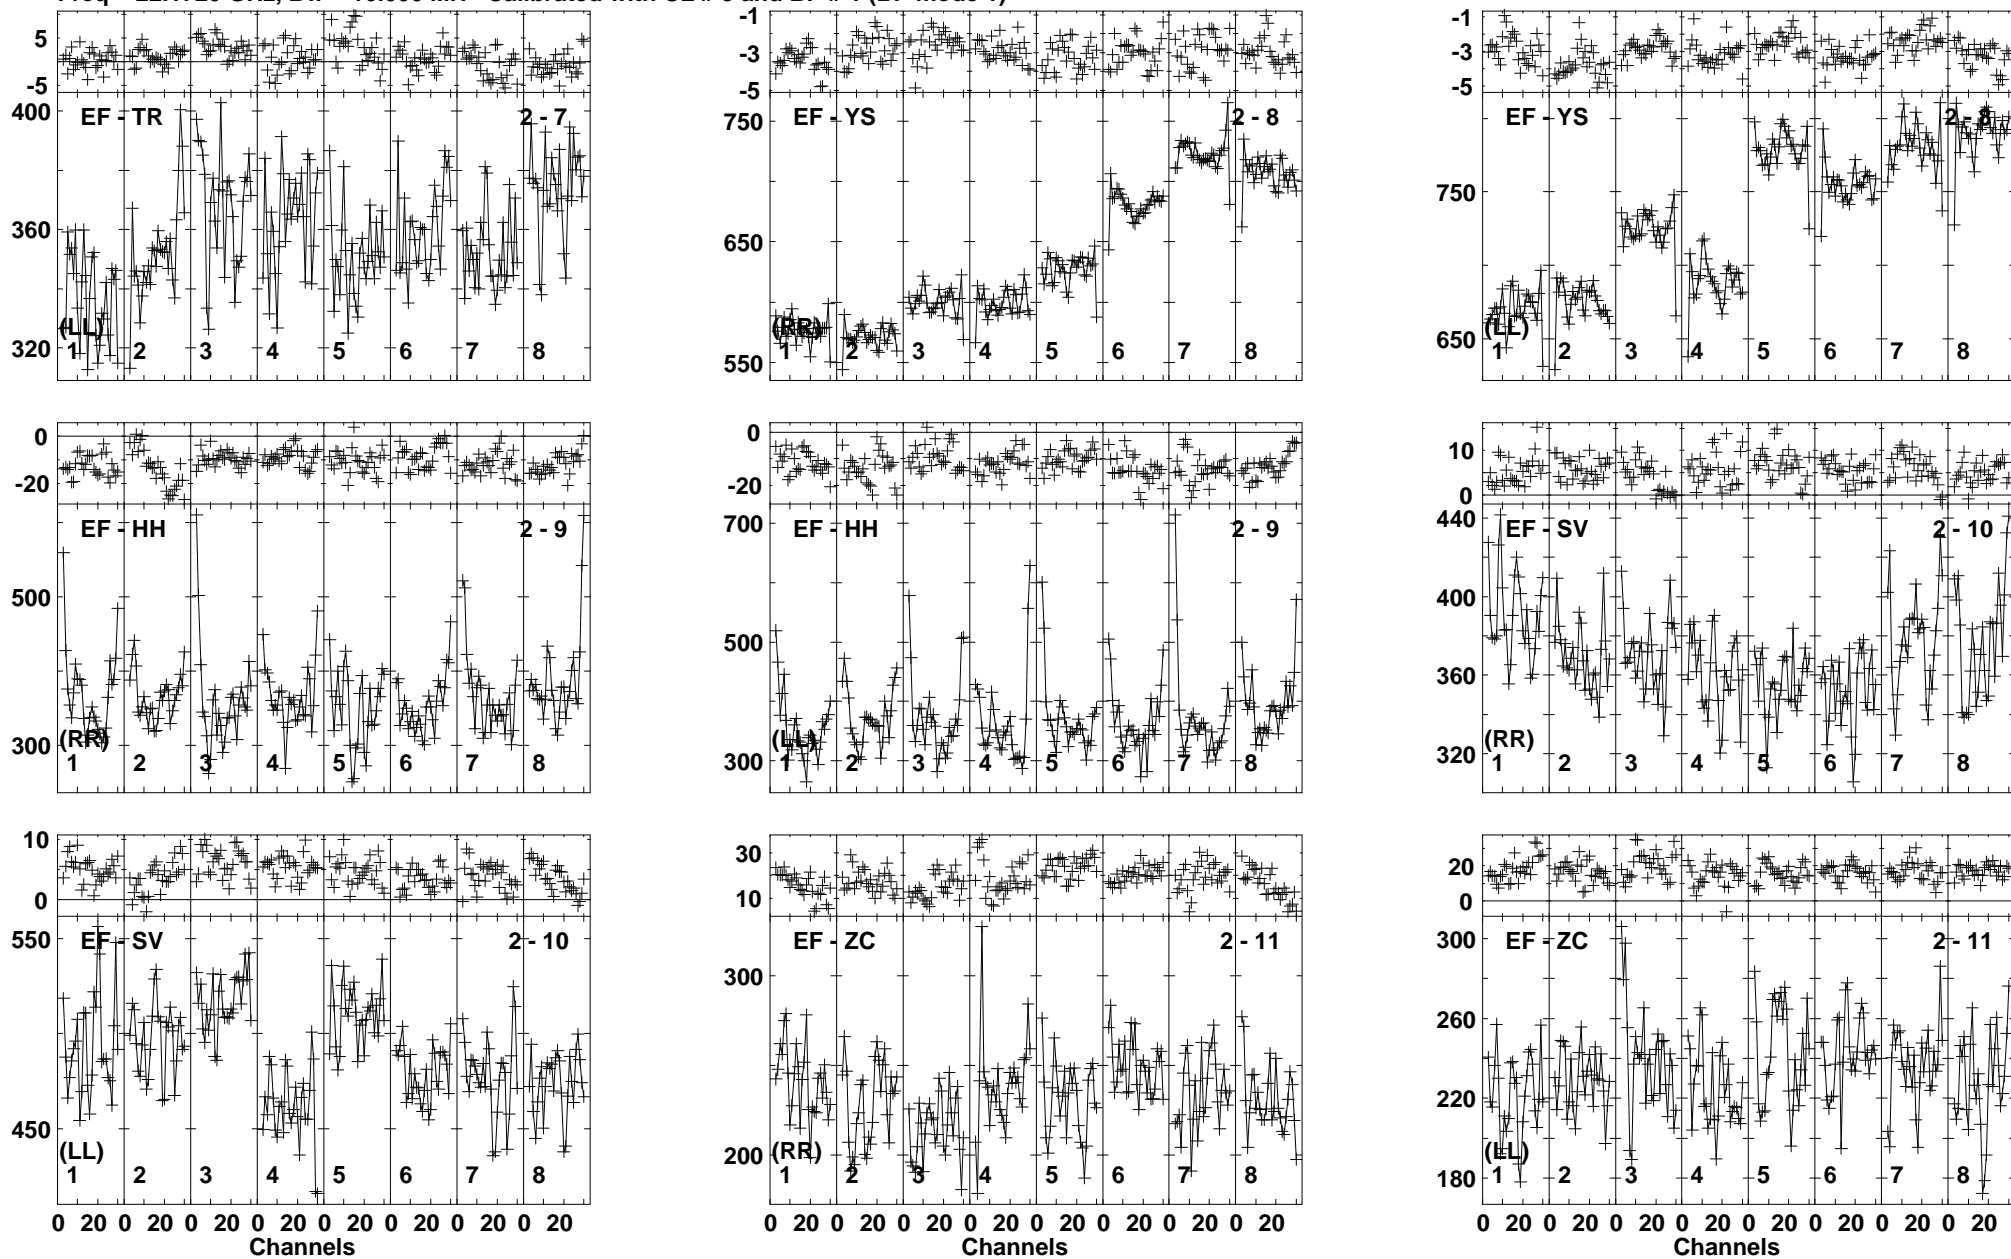 5 0 -5
400 360 320
EF - TR 2 - 7
(LL)
1 2 3 4 5 6 7 8
-1 -3 -5
750 650 550
EF - YS 2 - 8
(RR)
1 2 3 4 5 6 7 8
-1 -3 -5
750 650
EF - YS 2 - 8
(LL)
1 2 3 4 5 6 7 8
0 -20
500 300
EF - HH 2 - 9
(RR)
1 2 3 4 5 6 7 8
0 -20
700 500 300
EF - HH 2 - 9
(LL)
1 2 3 4 5 6 7 8
10 0
440 400 360 320
EF - SV 2 - 10
(RR)
1 2 3 4 5 6 7 8
10 0
550 450
EF - SV 2 - 10
(LL)
1 2 3 4 5 6 7 8
0 20 0 20 0 20 0 20 0 20 0 20 0 20 0 20
Channels
30 10
300 200
EF - ZC 2 - 11
(RR)
1 2 3 4 5 6 7 8
0 20 0 20 0 20 0 20 0 20 0 20 0 20 0 20
Channels
20 0
300 260 220 180
EF - ZC 2 - 11
(LL)
1 2 3 4 5 6 7 8
0 20 0 20 0 20 0 20 0 20 0 20 0 20 0 20
Channels